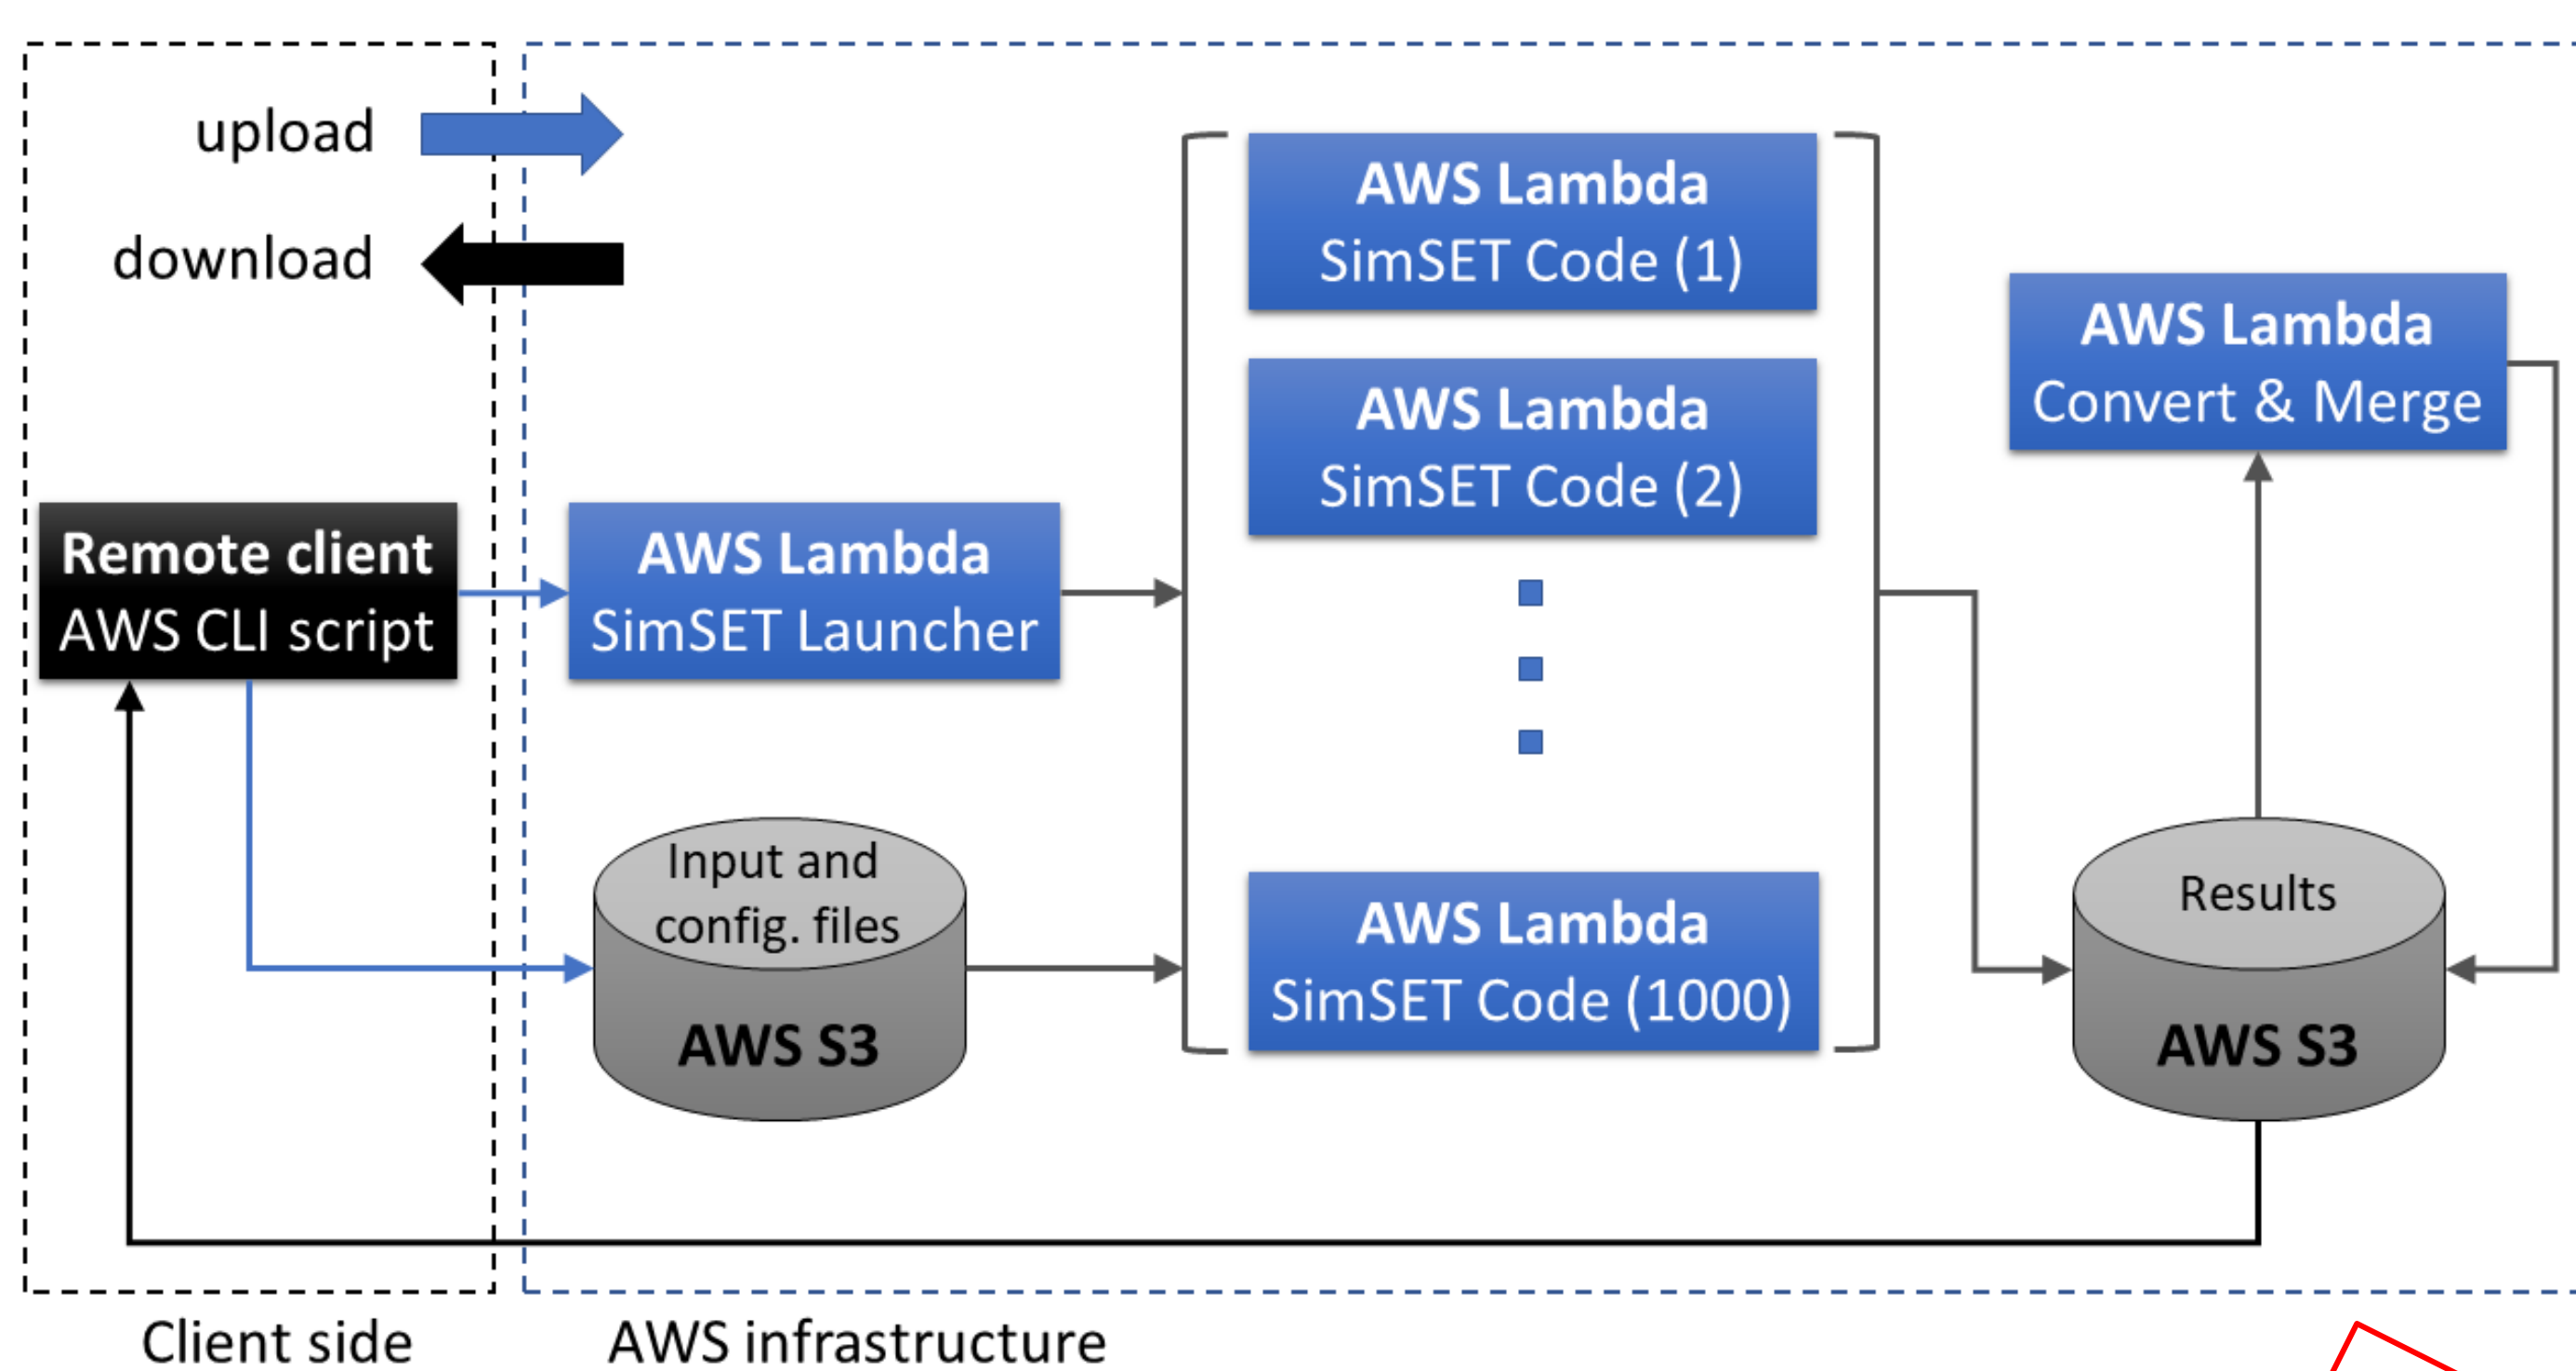 upload
download
Remote client
AWS CLI script
AWS Lambda
SimSET Launcher
Input and
config. files
AWS S3
AWS Lambda
SimSET Code (1)
AWS Lambda
SimSET Code (2)
AWS Lambda
SimSET Code (1000)
AWS Lambda
Convert & Merge
Results
AWS S3
Client side
AWS infrastructure